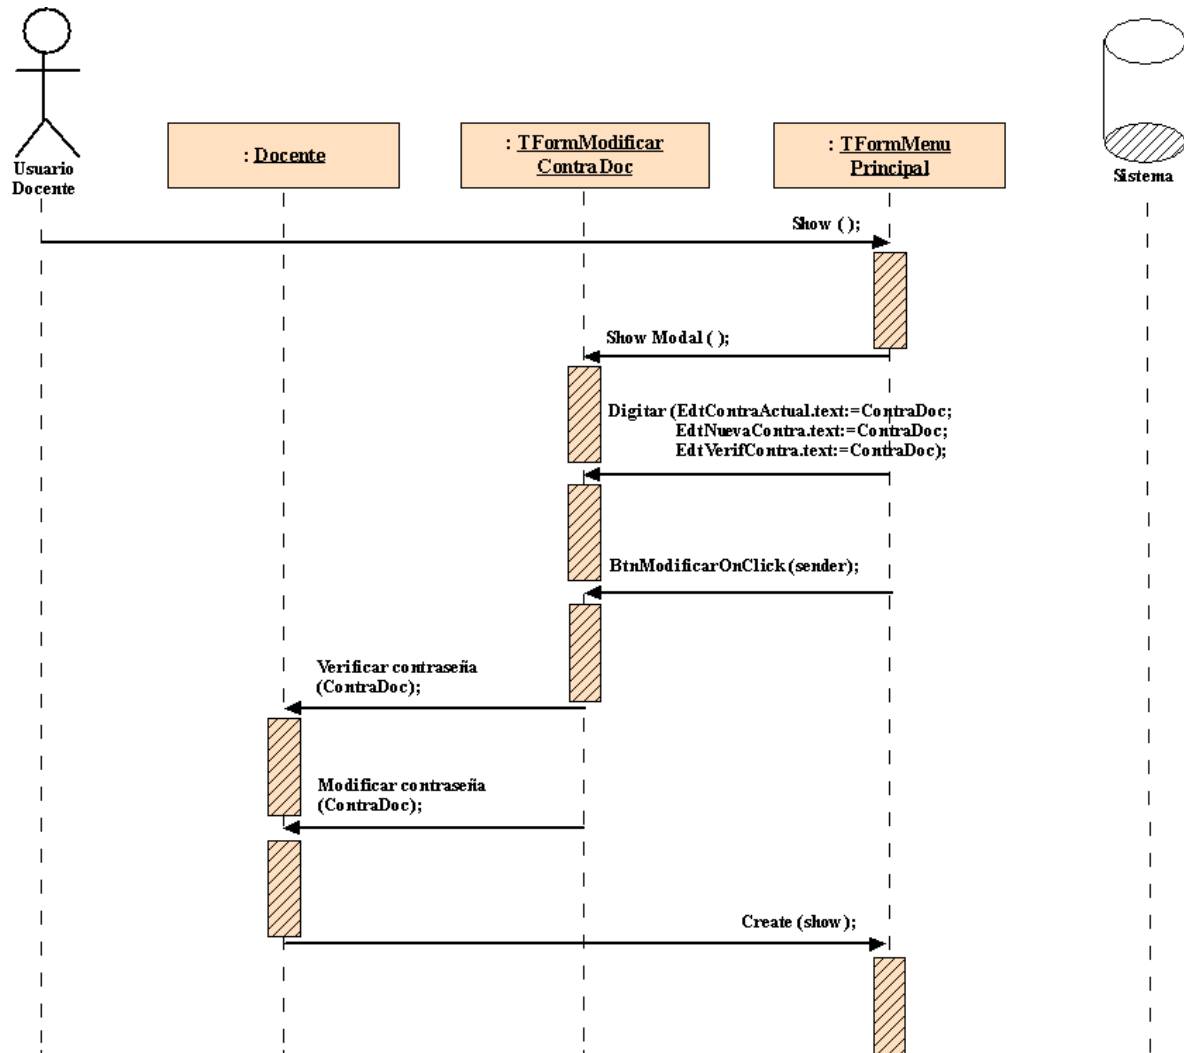 Usuario
Docente
: Docente
: TFormModificar
ContraDoc
: TFormMenu
Principal
Sistema
Show ( );
Show Modal ( );
Digitar (EdtContraActual.text:=ContraDoc;
EdtNuevaContra.text:=ContraDoc;
EdtVerifContra.text:=ContraDoc);
BtnModificarOnClick (sender);
Verificar contraseña
(ContraDoc);
Modificar contraseña
(ContraDoc);
Create (show);